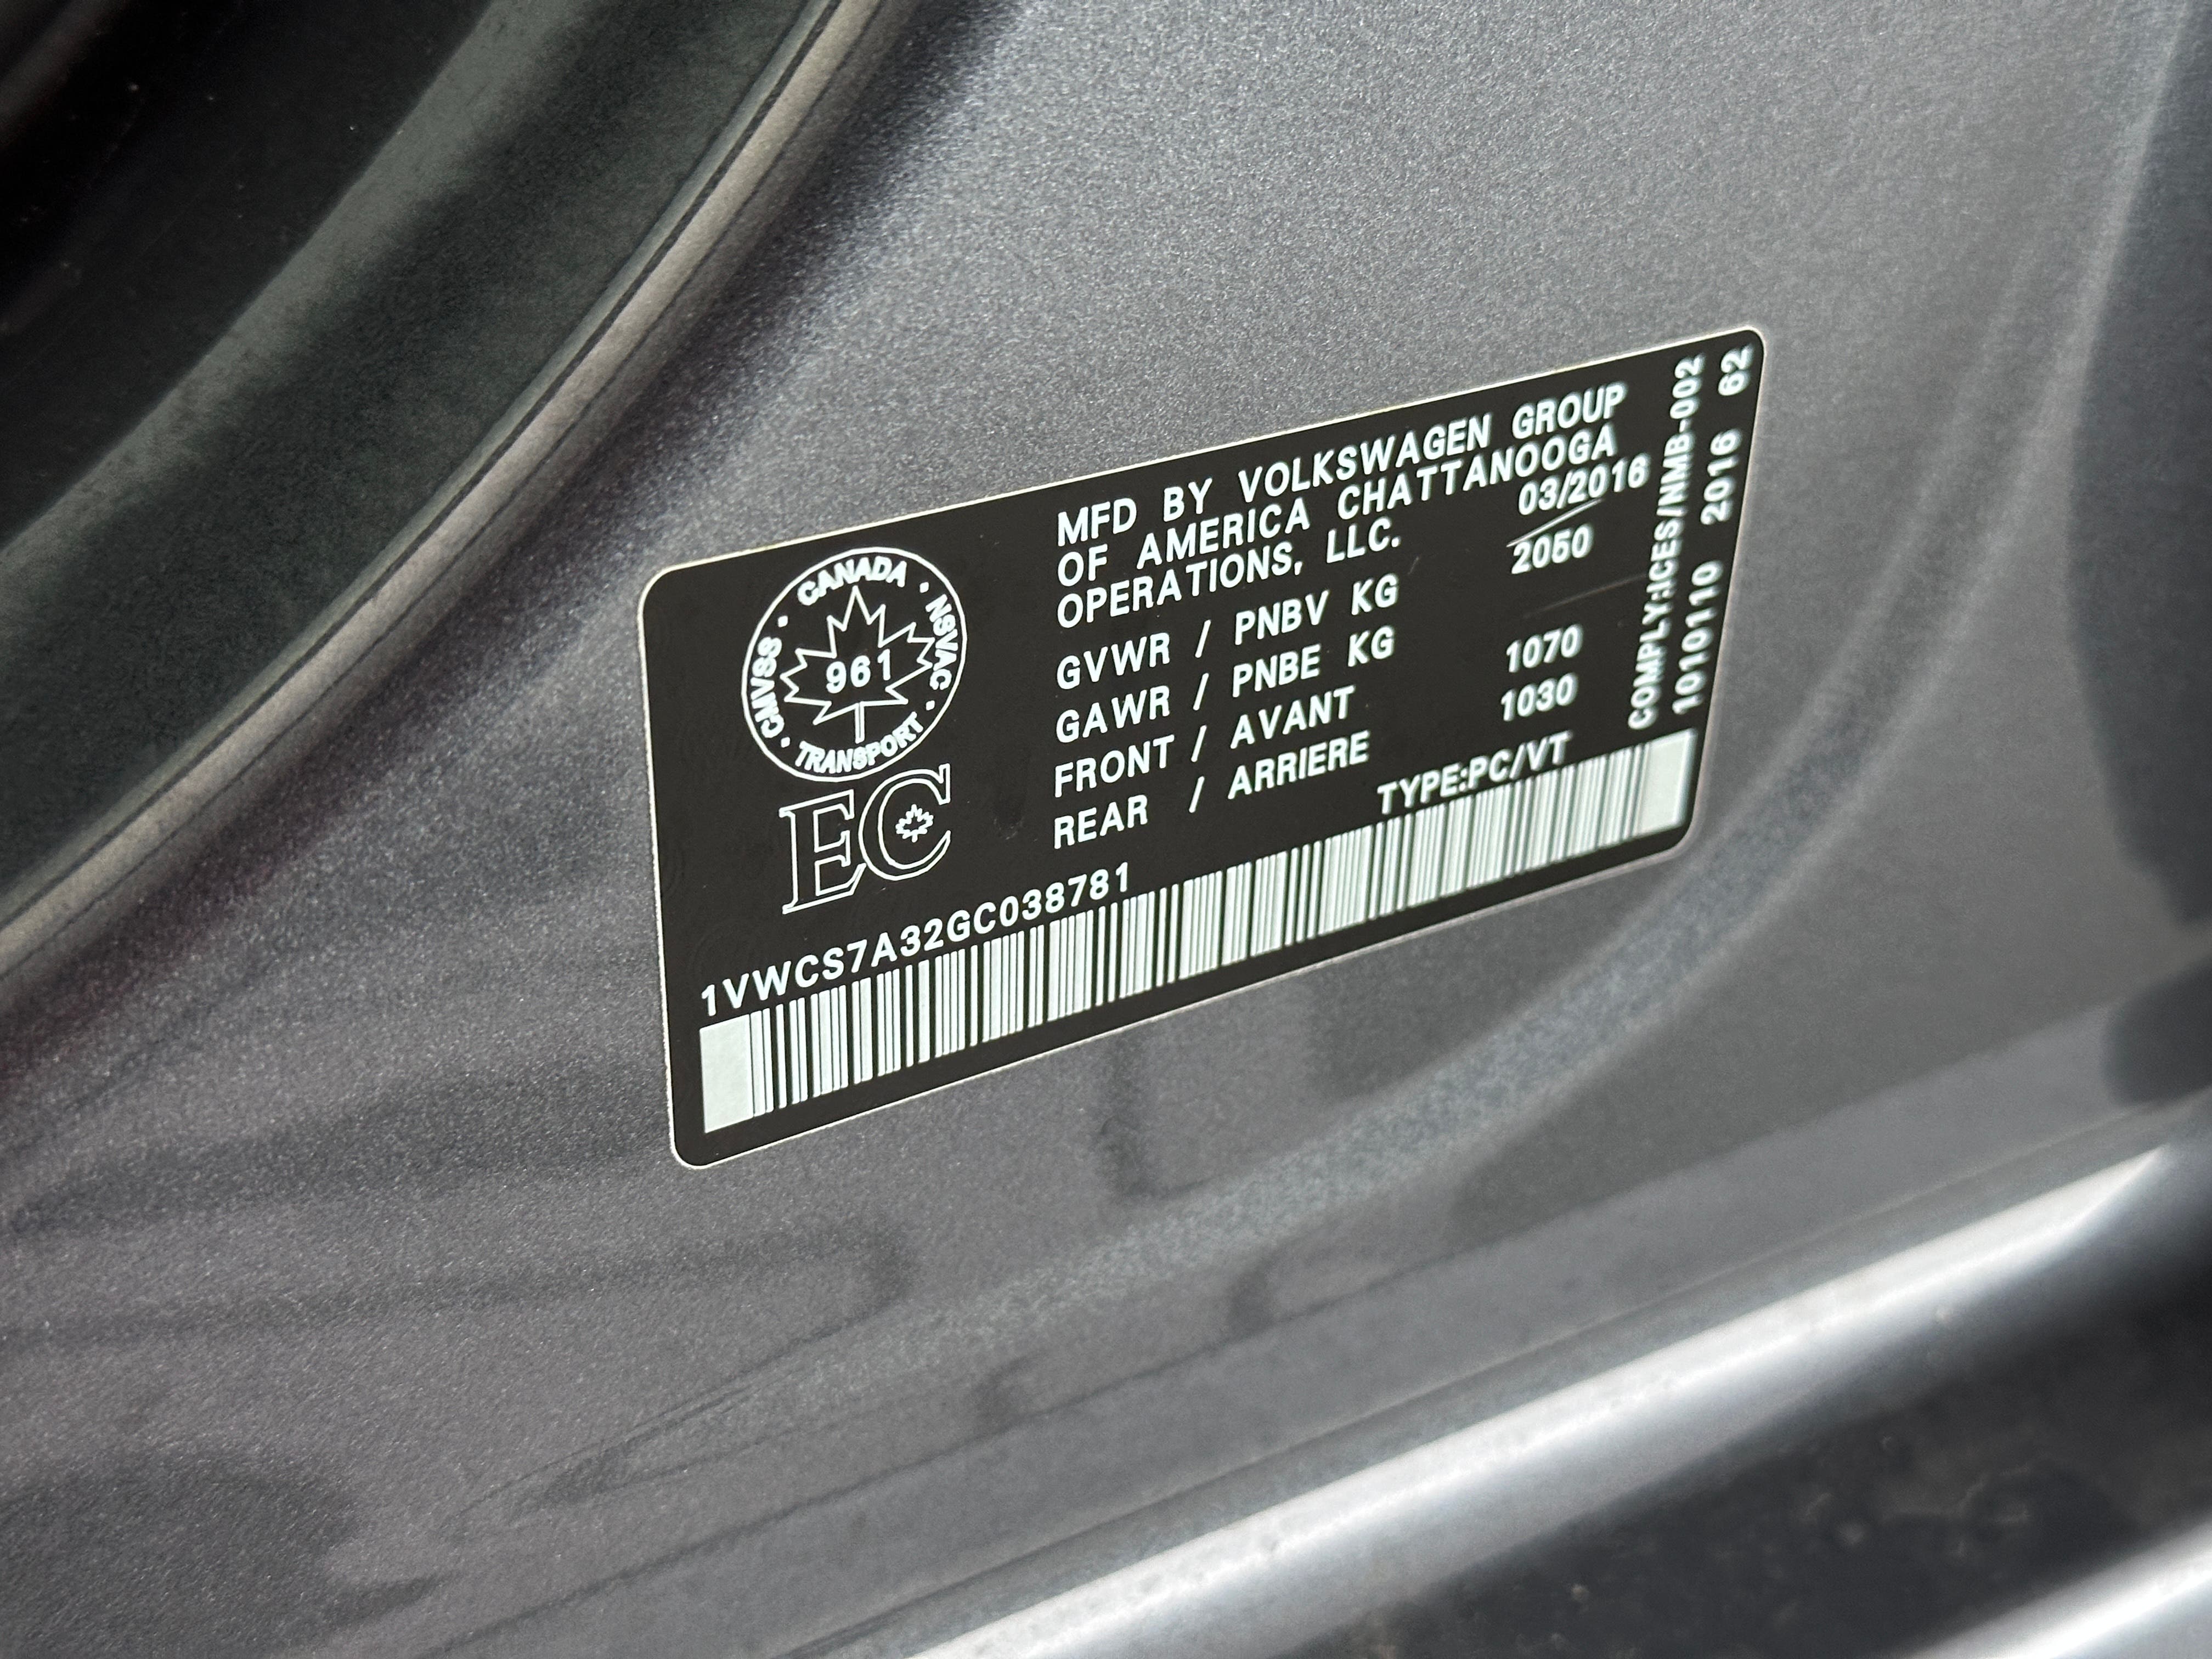 · CANADA ·
NSVAC ·
TRANSPORT
· CMVSS ·
961
EC
MFD BY VOLKSWAGEN GROUP
OF AMERICA CHATTANOOGA
OPERATIONS, LLC. 03/2016
GVWR / PNBV KG 2050
GAWR / PNBE KG
FRONT / AVANT 1070
REAR / ARRIERE 1030
TYPE:PC/VT
1VWCS7A32GC038781
COMPLY:ICES/NMB-002
1010110 2016 62